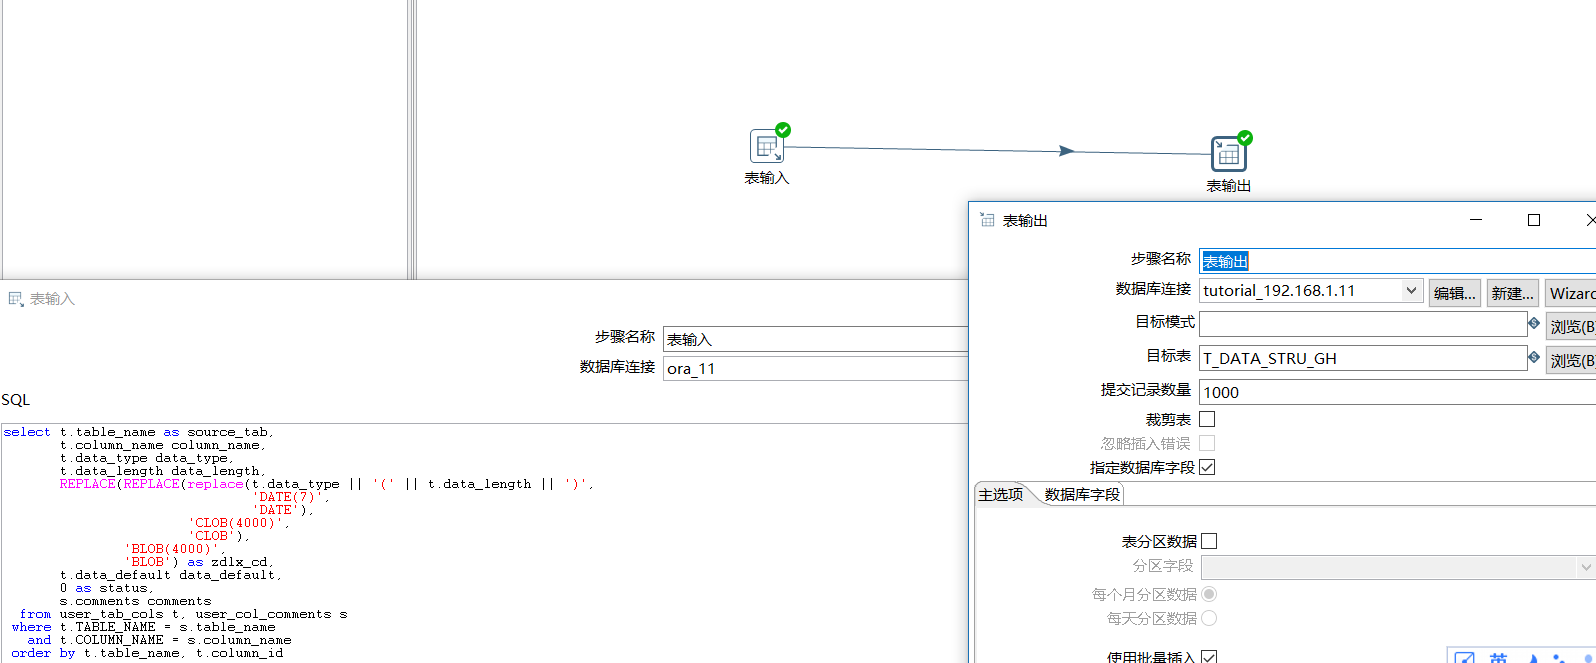 表输入
表输出
表输出
步骤名称 表输出
数据库连接 tutorial_192.168.1.11 编辑... 新建...
目标模式
目标表 T_DATA_STRU_GH
提交记录数量 1000
裁剪表
忽略插入错误
指定数据库字段
主选项 数据库字段
表分区数据
分区字段
每个月分区数据
每天分区数据
使用批量插入
英
表输入
步骤名称 表输入
数据库连接 ora_11
SQL
select t.table_name as source_tab,
t.column_name column_name,
t.data_type data_type,
t.data_length data_length,
REPLACE(REPLACE(replace(t.data_type || '(' || t.data_length || ')',
'DATE(7)',
'DATE'),
'CLOB(4000)',
'CLOB'),
'BLOB(4000)',
'BLOB') as zdlx_cd,
t.data_default data_default,
0 as status,
s.comments comments
from user_tab_cols t, user_col_comments s
where t.TABLE_NAME = s.table_name
and t.COLUMN_NAME = s.column_name
order by t.table_name, t.column_id